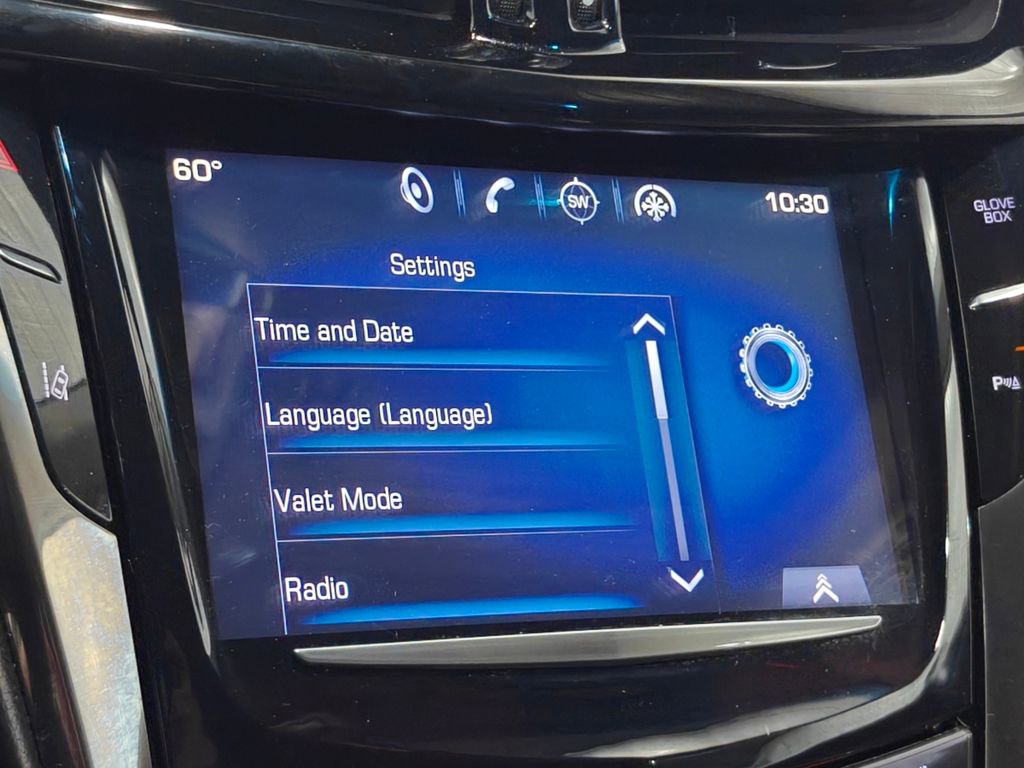 60°
SW
10:30
GLOVE
BOX
Settings
Time and Date
Language (Language)
Valet Mode
Radio
P